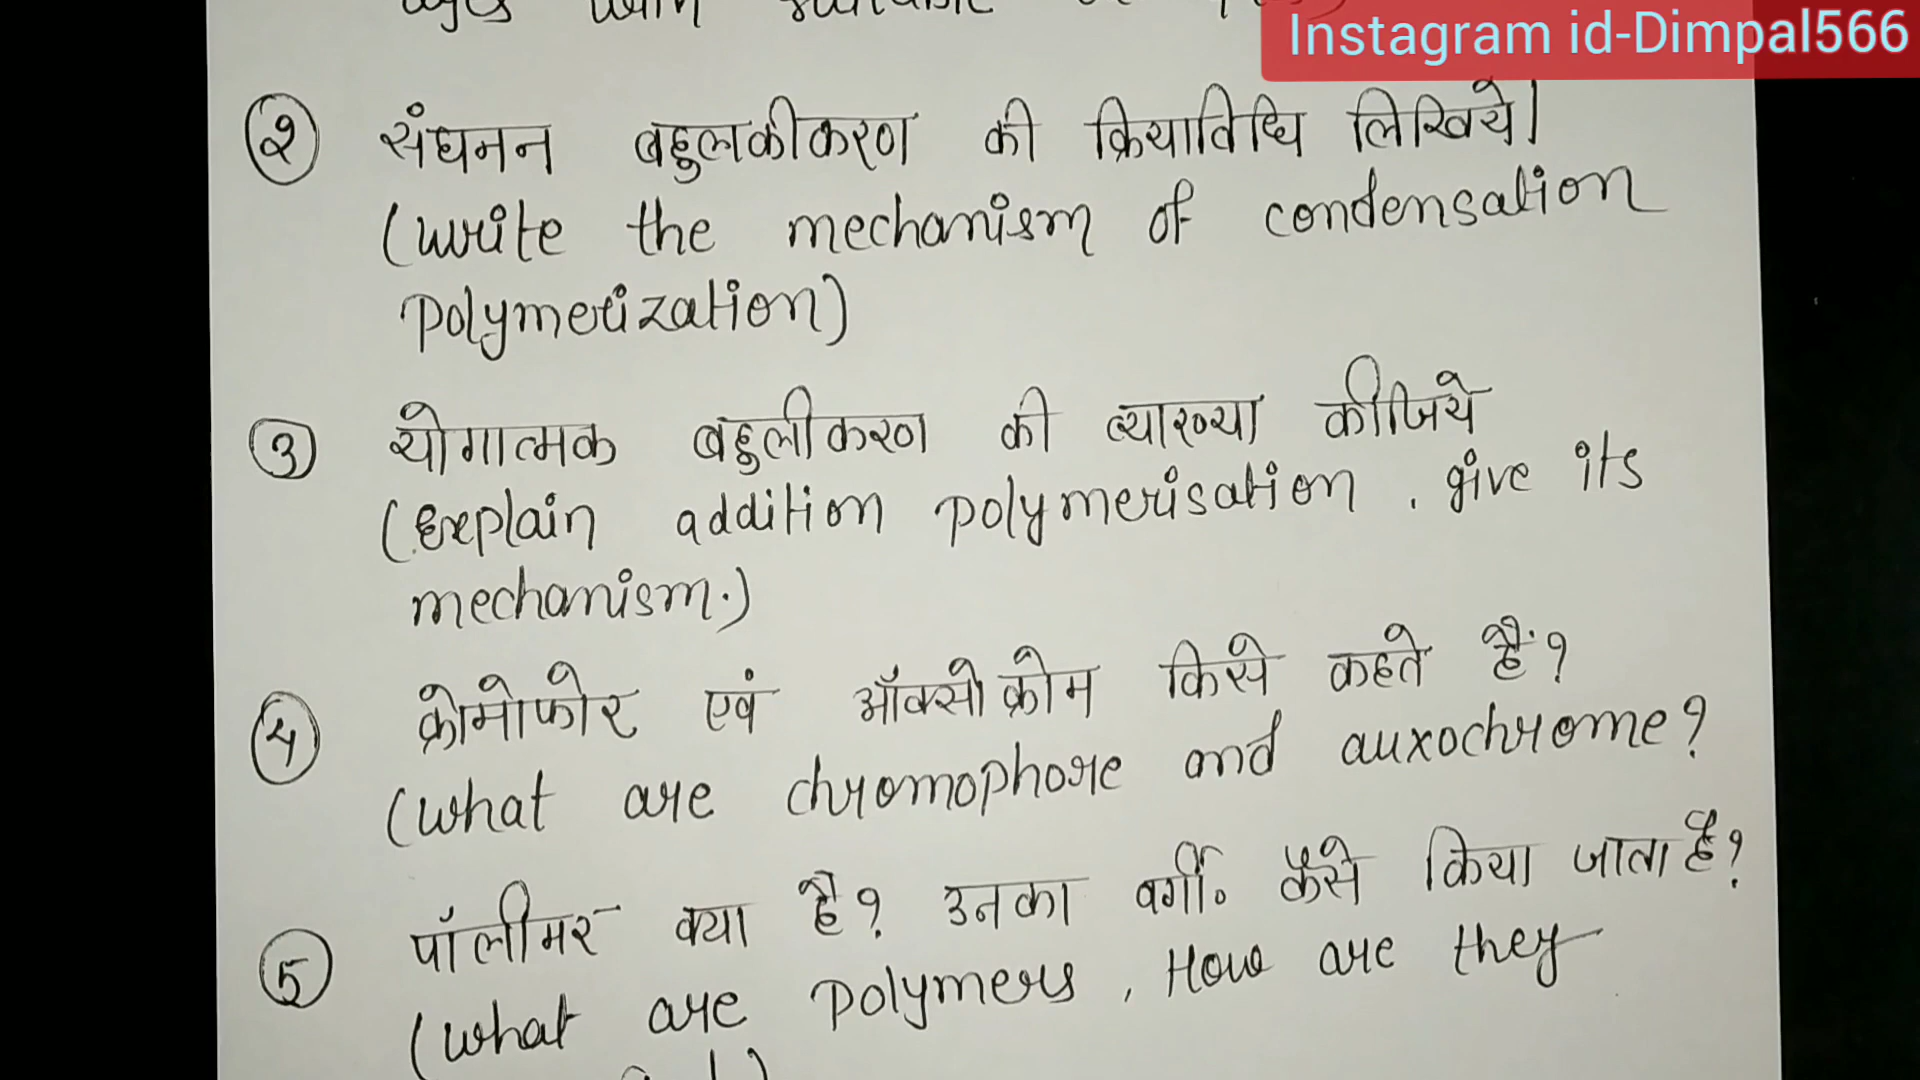 Instagram id-Dimpal566
② संघनन बहुलकीकरण की क्रियाविधि लिखिये।
(write the mechanism of condensation
polymerization)
③ योगात्मक बहुलीकरण की व्याख्या कीजिये
(Explain addition polymerisation, give its
mechanism.)
④ क्रोमोफोर एवं ऑक्सोक्रोम किसे कहते हैं?
(what are chromophore and auxochrome?
⑤ पॉलीमर क्या है? उनका वर्गी॰ कैसे किया जाता है?
(what are polymers, How are they